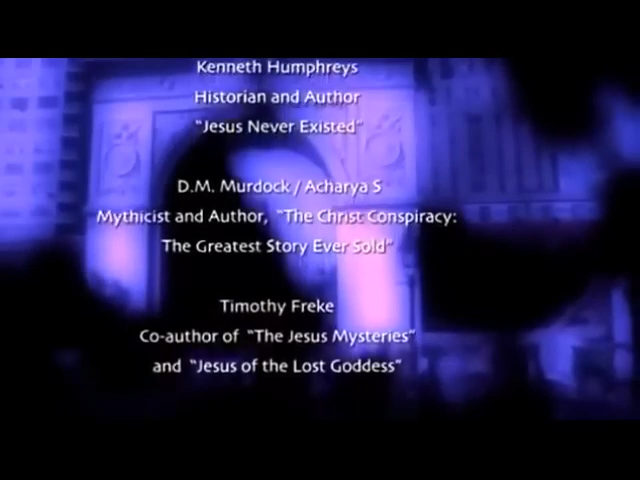 Kenneth Humphreys
Historian and Author
"Jesus Never Existed"
D.M. Murdock / Acharya S
Mythicist and Author, "The Christ Conspiracy:
The Greatest Story Ever Sold"
Timothy Freke
Co-author of "The Jesus Mysteries"
and "Jesus of the Lost Goddess"